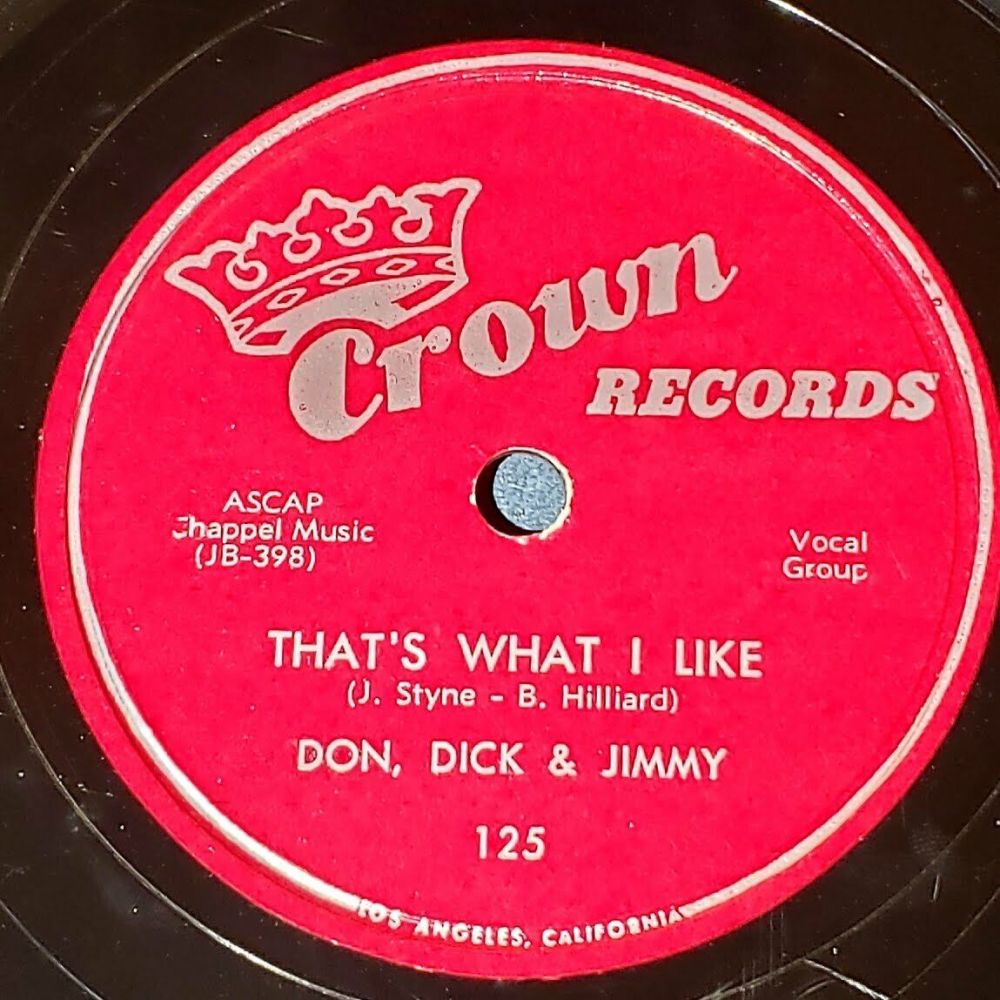 Crown
RECORDS
ASCAP
Chappel Music
(JB-398)
Vocal
Group
THAT'S WHAT I LIKE
(J. Styne - B. Hilliard)
DON, DICK & JIMMY
125
LOS ANGELES, CALIFORNIA